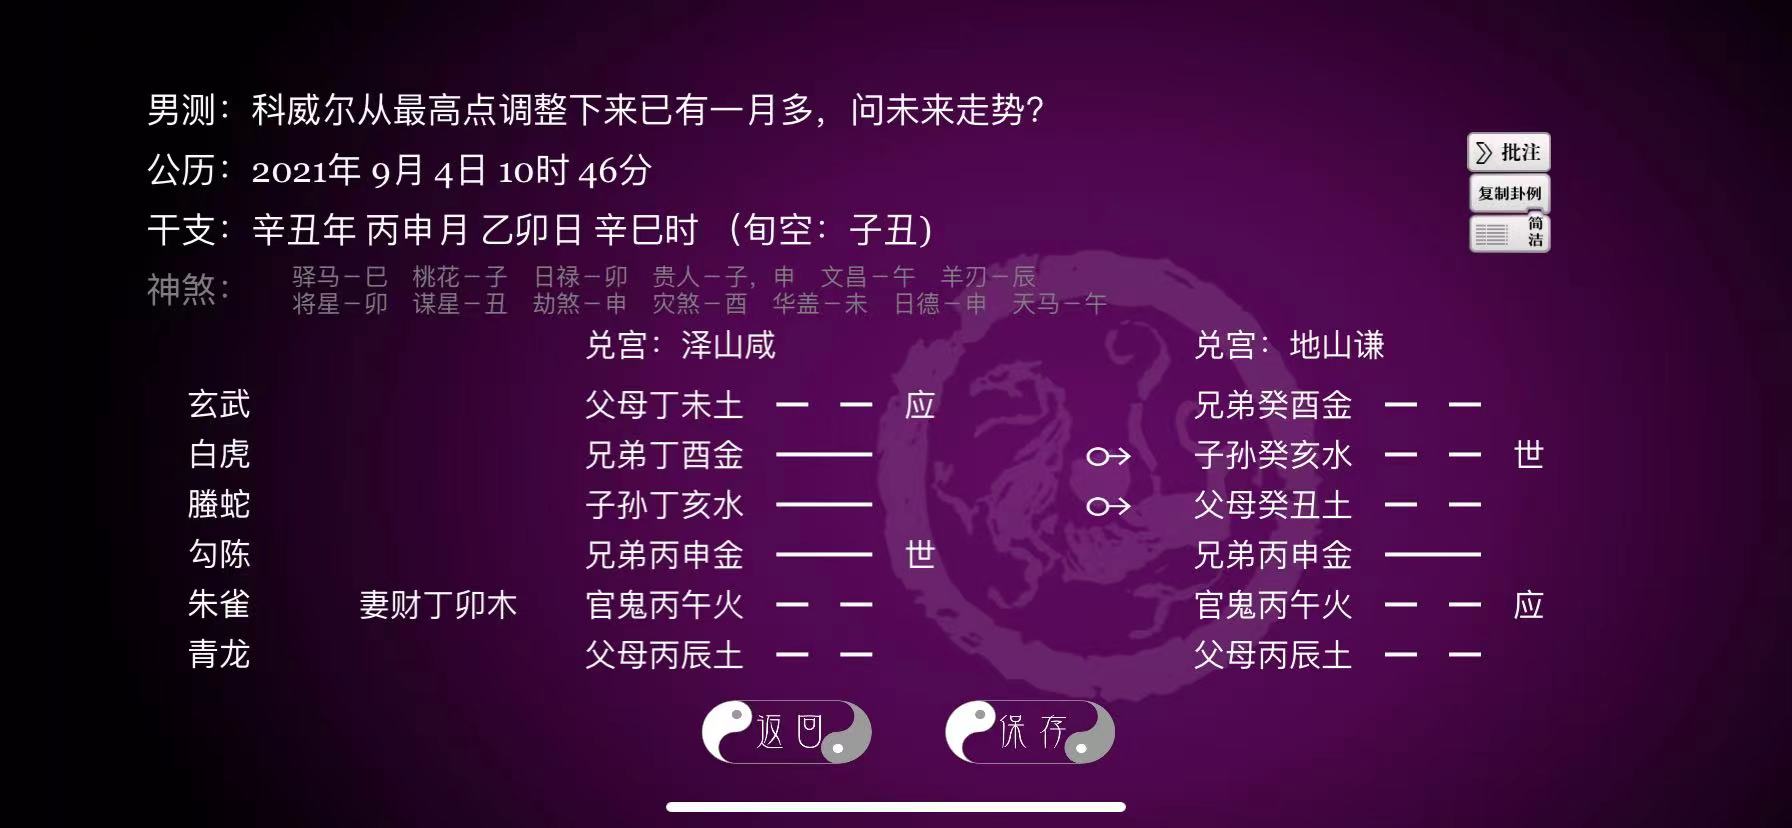 男测：科威尔从最高点调整下来已有一月多，问未来走势？
公历：2021年 9月 4日 10时 46分
干支：辛丑年 丙申月 乙卯日 辛巳时 （旬空：子丑）
神煞：
驿马－巳 桃花－子 日禄－卯 贵人－子，申 文昌－午 羊刃－辰
将星－卯 谋星－丑 劫煞－申 灾煞－酉 华盖－未 日德－申 天马－午
批注
复制卦例
简洁
兑宫：泽山咸 兑宫：地山谦
玄武 父母丁未土 应 兄弟癸酉金
白虎 兄弟丁酉金 子孙癸亥水 世
螣蛇 子孙丁亥水 父母癸丑土
勾陈 兄弟丙申金 世 兄弟丙申金
朱雀 妻财丁卯木 官鬼丙午火 官鬼丙午火 应
青龙 父母丙辰土 父母丙辰土
返回 保存